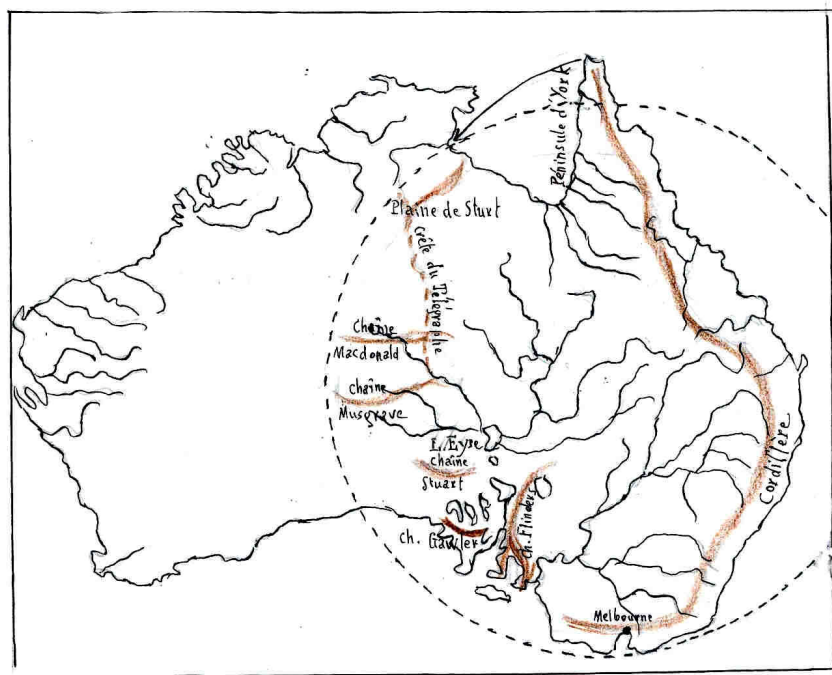 Péninsule d'York
Plaine de Sturt
Crête du Télégraphe
Chaîne
Macdonald
Chaîne
Musgrave
L. Eyre
Chaîne
Stuart
Ch. Gawler
Ch. Flinders
Cordillère
Melbourne